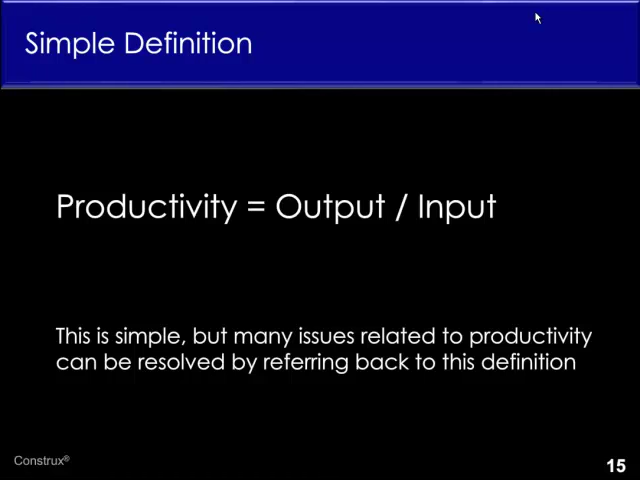 Simple Definition
Productivity = Output / Input
This is simple, but many issues related to productivity
can be resolved by referring back to this definition
Construx®
15